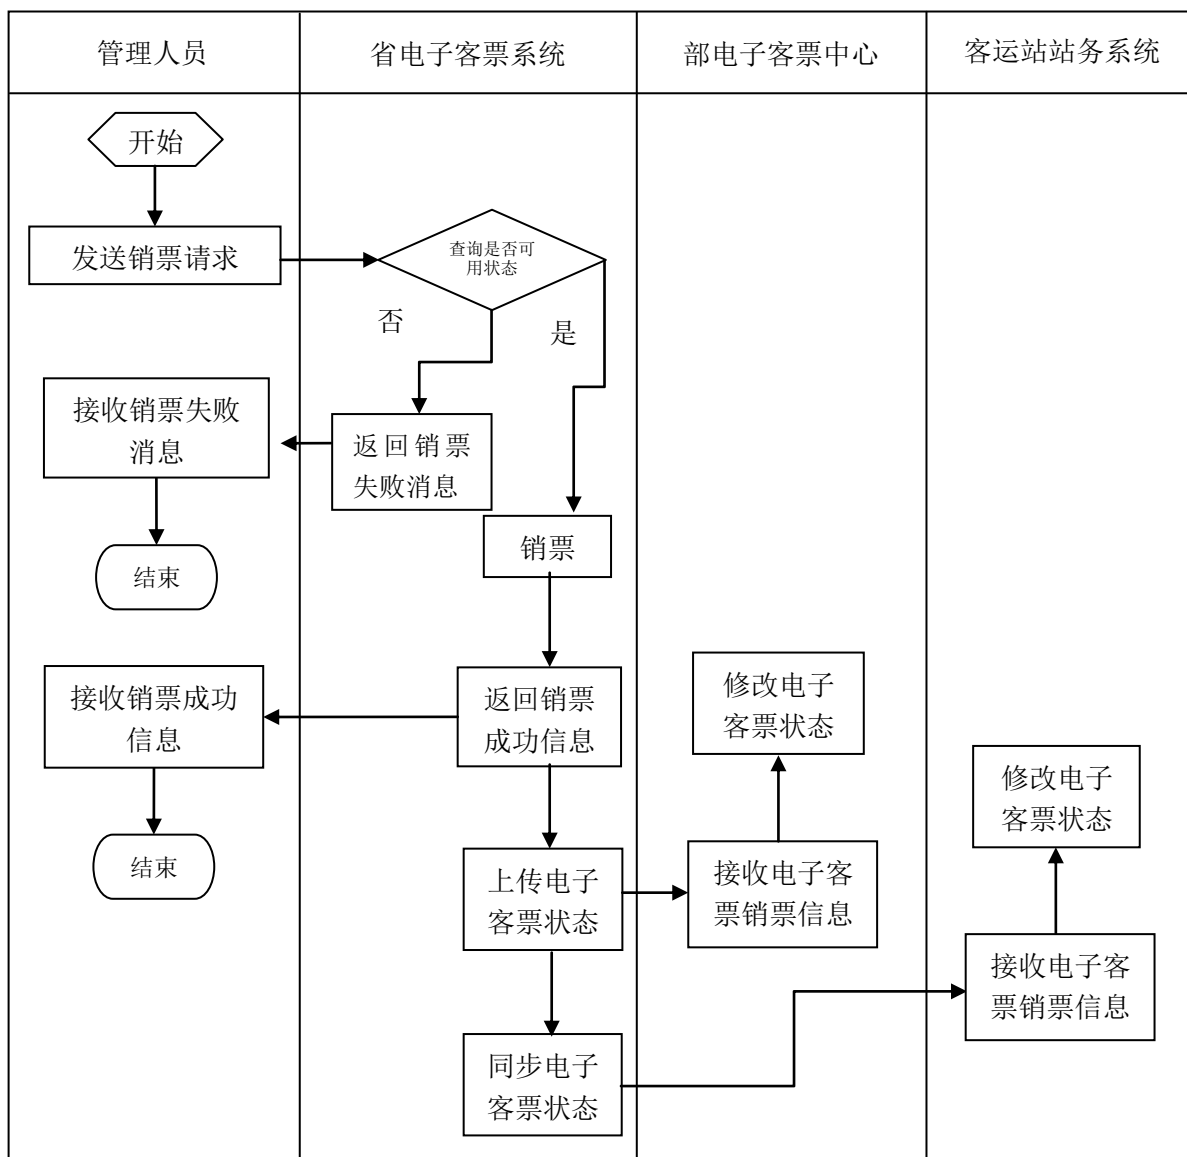 管理人员
省电子客票系统
部电子客票中心
客运站站务系统
开始
发送销票请求
查询是否可
用状态
否
是
接收销票失败
消息
返回销票
失败消息
销票
结束
接收销票成功
信息
返回销票
成功信息
修改电子
客票状态
修改电子
客票状态
结束
上传电子
客票状态
接收电子客
票销票信息
接收电子客
票销票信息
同步电子
客票状态